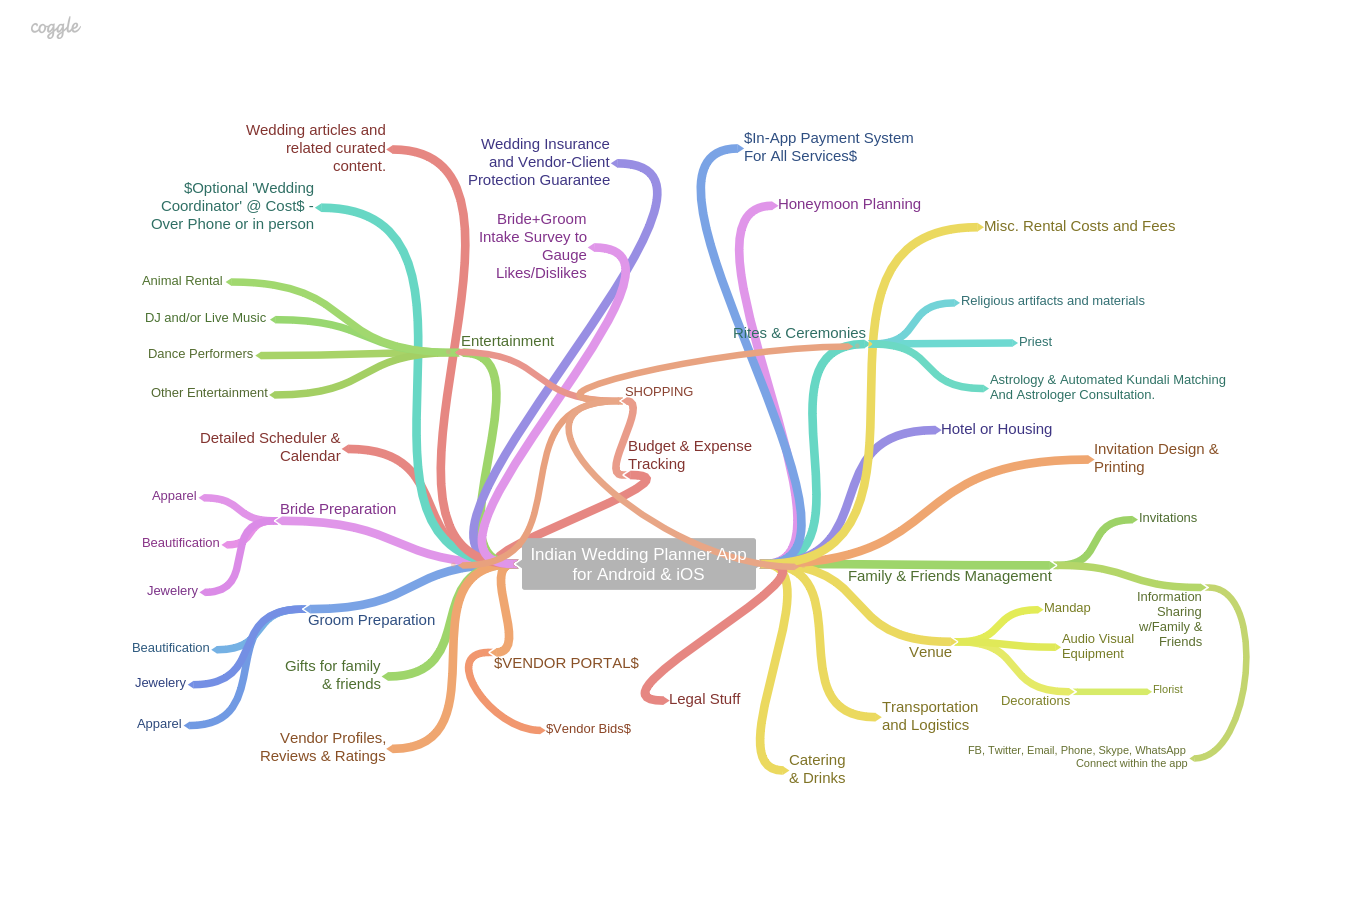 coggle
Wedding articles and
related curated
content.
$Optional 'Wedding
Coordinator' @ Cost$ -
Over Phone or in person
Wedding Insurance
and Vendor-Client
Protection Guarantee
Bride+Groom
Intake Survey to
Gauge
Likes/Dislikes
Animal Rental
DJ and/or Live Music
Dance Performers
Other Entertainment
Entertainment
SHOPPING
Budget & Expense
Tracking
Detailed Scheduler &
Calendar
Apparel
Beautification
Jewelery
Bride Preparation
Indian Wedding Planner App
for Android & iOS
Groom Preparation
Beautification
Jewelery
Apparel
Gifts for family
& friends
Vendor Profiles,
Reviews & Ratings
$VENDOR PORTAL$
$Vendor Bids$
$In-App Payment System
For All Services$
Honeymoon Planning
Misc. Rental Costs and Fees
Rites & Ceremonies
Religious artifacts and materials
Priest
Astrology & Automated Kundali Matching
And Astrologer Consultation.
Hotel or Housing
Invitation Design &
Printing
Family & Friends Management
Invitations
Information
Sharing
w/Family &
Friends
FB, Twitter, Email, Phone, Skype, WhatsApp
Connect within the app
Venue
Mandap
Audio Visual
Equipment
Decorations
Florist
Legal Stuff
Transportation
and Logistics
Catering
& Drinks